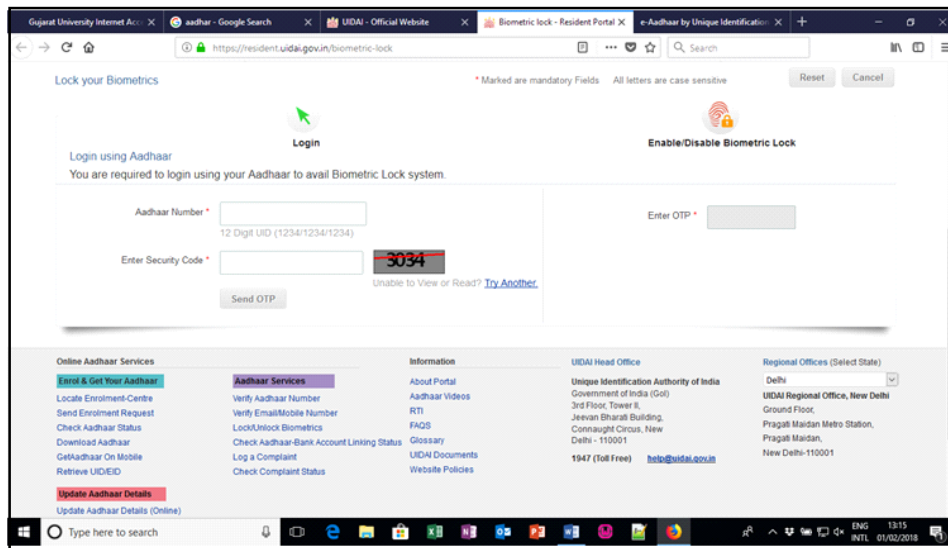 Gujarat University Internet Acc
aadhar - Google Search
UIDAI - Official Website
Biometric lock - Resident Portal
e-Aadhaar by Unique Identification
https://resident.uidai.gov.in/biometric-lock
Search
Lock your Biometrics
* Marked are mandatory Fields All letters are case sensitive
Reset
Cancel
Login
Enable/Disable Biometric Lock
Login using Aadhaar
You are required to login using your Aadhaar to avail Biometric Lock system.
Aadhaar Number *
12 Digit UID (1234/1234/1234)
Enter Security Code *
3034
Unable to View or Read? Try Another.
Send OTP
Enter OTP *
Online Aadhaar Services
Enrol & Get Your Aadhaar
Locate Enrolment-Centre
Send Enrolment Request
Check Aadhaar Status
Download Aadhaar
GetAadhaar On Mobile
Retrieve UID/EID
Update Aadhaar Details
Update Aadhaar Details (Online)
Aadhaar Services
Verify Aadhaar Number
Verify Email/Mobile Number
Lock/Unlock Biometrics
Check Aadhaar-Bank Account Linking Status
Log a Complaint
Check Complaint Status
Information
About Portal
Aadhaar Videos
RTI
FAQS
Glossary
UIDAI Documents
Website Policies
UIDAI Head Office
Unique Identification Authority of India
Government of India (GoI)
3rd Floor, Tower II,
Jeevan Bharati Building,
Connaught Circus, New
Delhi - 110001
1947 (Toll Free) help@uidai.gov.in
Regional Offices (Select State)
Delhi
UIDAI Regional Office, New Delhi
Ground Floor,
Pragati Maidan Metro Station,
Pragati Maidan,
New Delhi-110001
Type here to search
ENG
INTL
13:15
01/02/2018